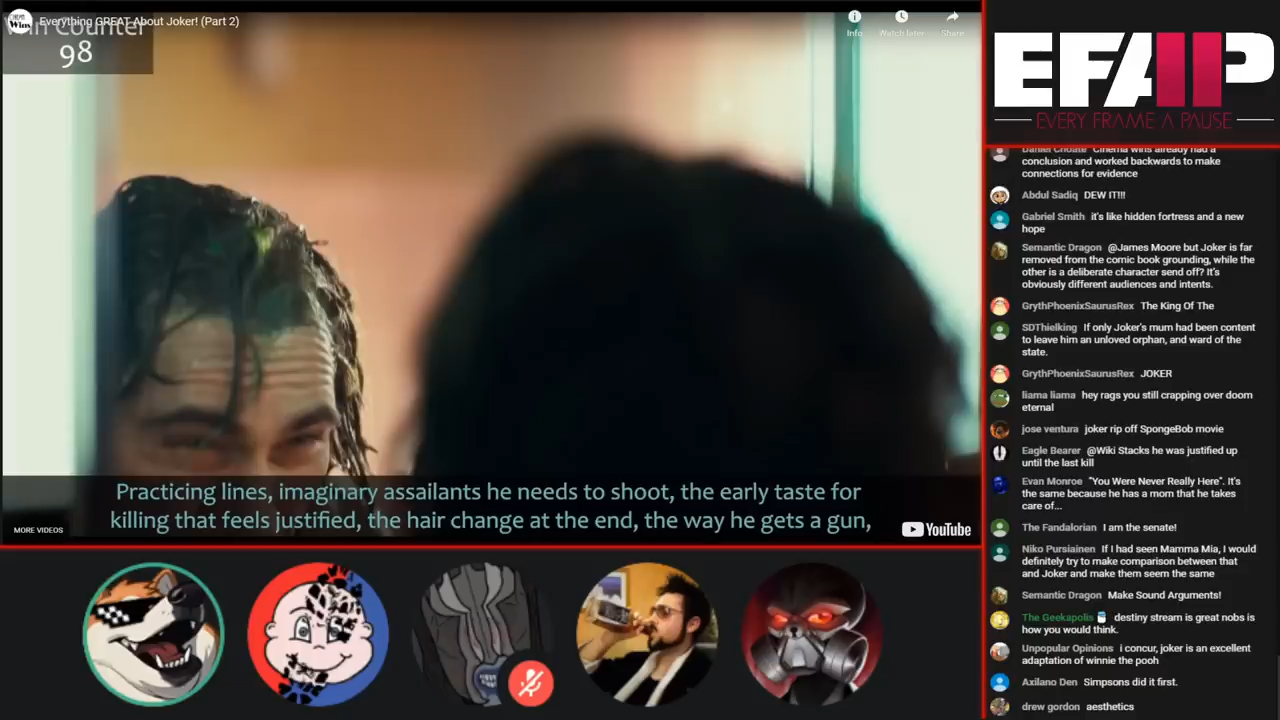 Everything GREAT About Joker! (Part 2)
Win Counter
98
Info
Watch later
Share
Practicing lines, imaginary assailants he needs to shoot, the early taste for
killing that feels justified, the hair change at the end, the way he gets a gun,
MORE VIDEOS
YouTube
EFAP
EVERY FRAME A PAUSE
Daniel Choate Cinema wins already had a
conclusion and worked backwards to make
connections for evidence
Abdul Sadiq DEW IT!!!
Gabriel Smith it's like hidden fortress and a new
hope
Semantic Dragon @James Moore but Joker is far
removed from the comic book grounding, while the
other is a deliberate character send off? It's
obviously different audiences and intents.
GrythPhoenixSaurusRex The King Of The
SDThielking If only Joker's mum had been content
to leave him an unloved orphan, and ward of the
state.
GrythPhoenixSaurusRex JOKER
liama liama hey rags you still crapping over doom
eternal
jose ventura joker rip off SpongeBob movie
Eagle Bearer @Wiki Stacks he was justified up
until the last kill
Evan Monroe "You Were Never Really Here". It's
the same because he has a mom that he takes
care of...
The Fandalorian I am the senate!
Niko Pursiainen If I had seen Mamma Mia, I would
definitely try to make comparison between that
and Joker and make them seem the same
Semantic Dragon Make Sound Arguments!
The Geekapolis destiny stream is great nobs is
how you would think.
Unpopular Opinions i concur, joker is an excellent
adaptation of winnie the pooh
Axilano Den Simpsons did it first.
drew gordon aesthetics